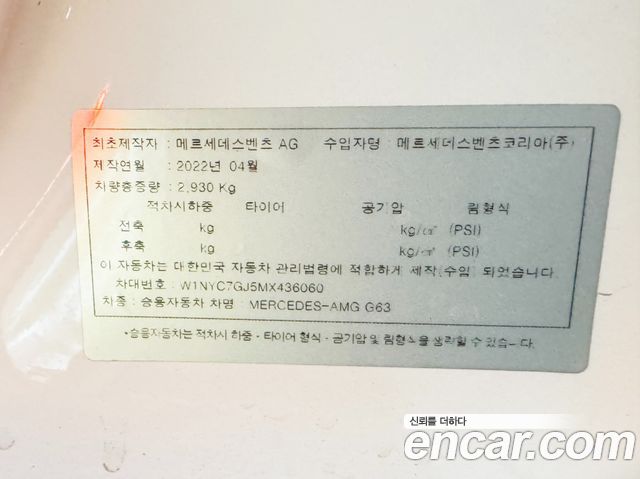 최초제작자 : 메르세데스벤츠 AG 수입자명 : 메르세데스벤츠코리아(주)
제작연월 : 2022년 04월
차량총중량 : 2,930 Kg
적차시하중 타이어 공기압 림형식
전축 kg kg/㎠ (PSI)
후축 kg kg/㎠ (PSI)
이 자동차는 대한민국 자동차 관리법령에 적합하게 제작(수입) 되었습니다.
차대번호 : W1NYC7GJ5MX436060
차종 : 승용자동차 차명 : MERCEDES-AMG G63
*승용자동차는 적차시 하중 - 타이어 형식 - 공기압 및 림형식을 생략할 수 있습니다.
신뢰를 더하다
encar.com